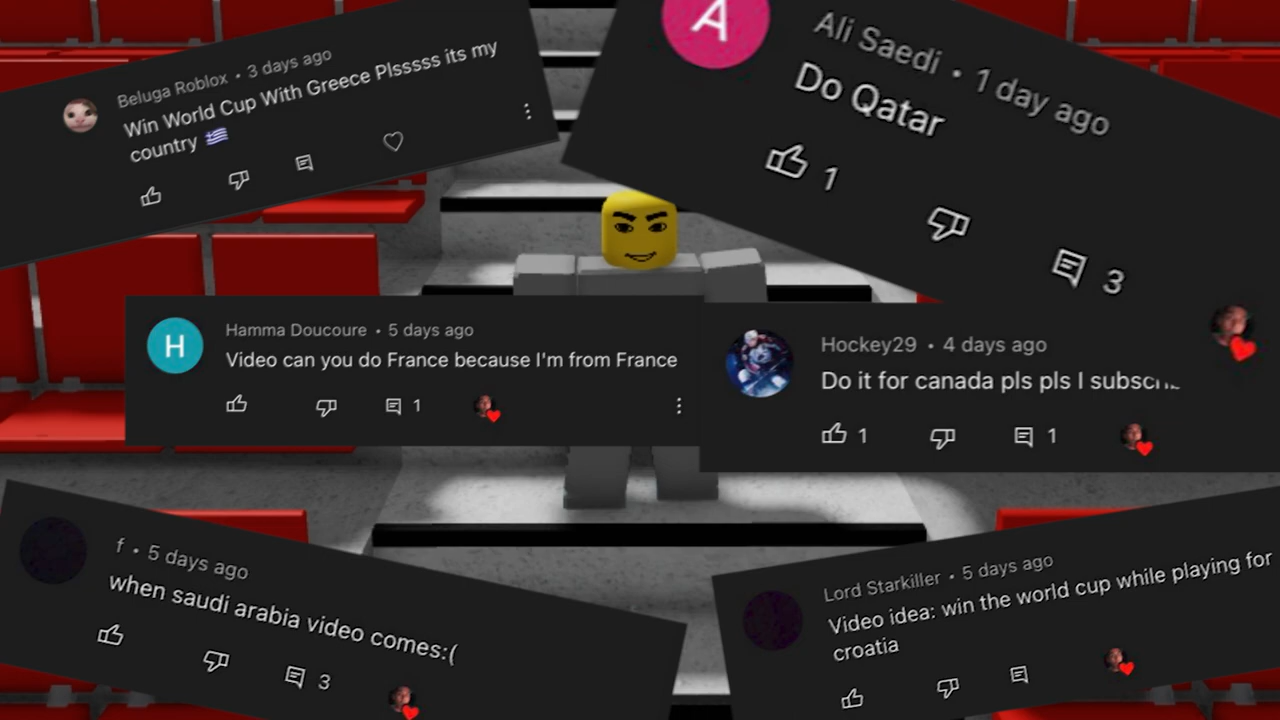 Beluga Roblox • 3 days ago
Win World Cup With Greece Plsssss its my
country 🇬🇷
A
Ali Saedi • 1 day ago
Do Qatar
1
3
H
Hamma Doucoure • 5 days ago
Video can you do France because I'm from France
1
Hockey29 • 4 days ago
Do it for canada pls pls I
1
1
f • 5 days ago
when saudi arabia video comes:(
3
Lord Starkiller • 5 days ago
Video idea: win the world cup while playing for
croatia